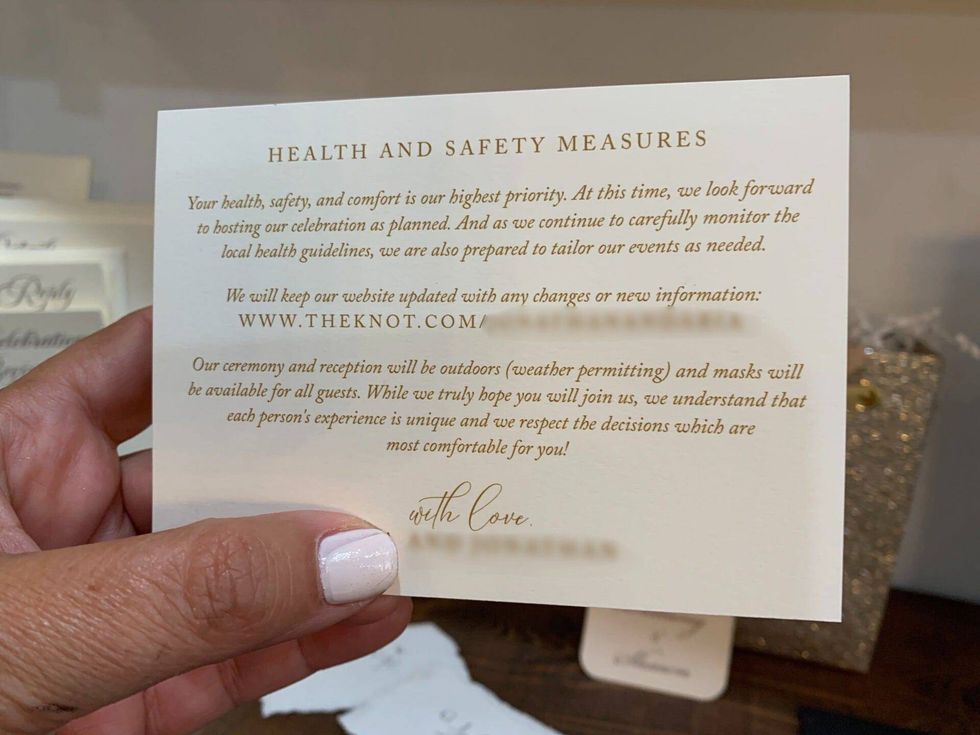 HEALTH AND SAFETY MEASURES
Your health, safety, and comfort is our highest priority. At this time, we look forward
to hosting our celebration as planned. And as we continue to carefully monitor the
local health guidelines, we are also prepared to tailor our events as needed.
We will keep our website updated with any changes or new information:
WWW.THEKNOT.COM/
Our ceremony and reception will be outdoors (weather permitting) and masks will
be available for all guests. While we truly hope you will join us, we understand that
each person's experience is unique and we respect the decisions which are
most comfortable for you!
with love.
Reply